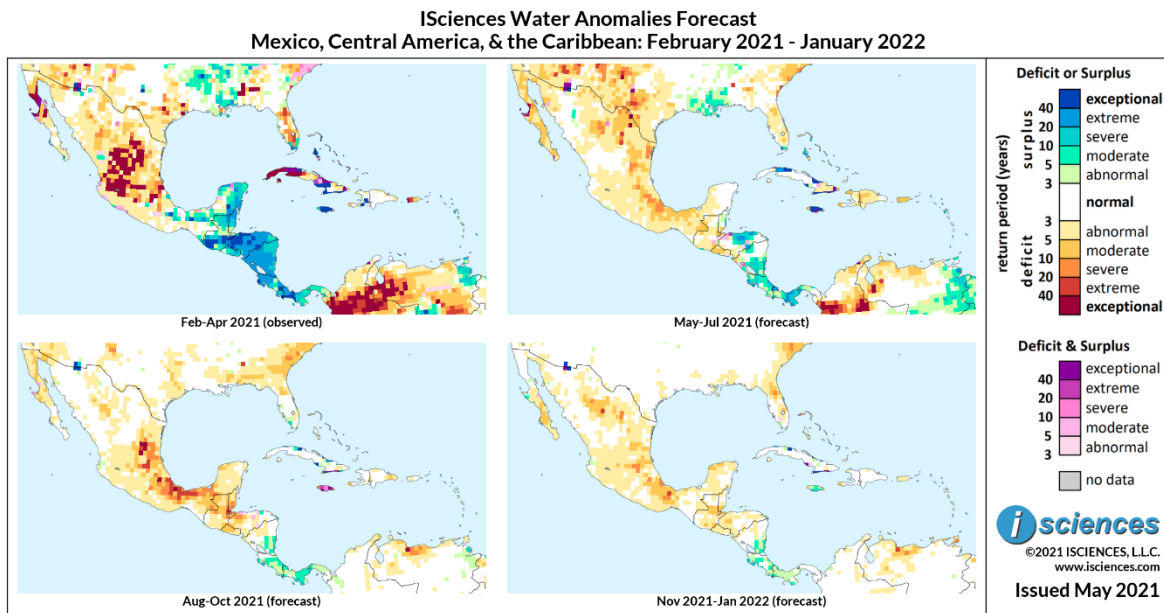 ISciences Water Anomalies Forecast
Mexico, Central America, & the Caribbean: February 2021 - January 2022
Feb-Apr 2021 (observed)
May-Jul 2021 (forecast)
Aug-Oct 2021 (forecast)
Nov 2021-Jan 2022 (forecast)
Deficit or Surplus
return period (years)
surplus
deficit
exceptional
40
extreme
20
severe
10
moderate
5
abnormal
3
normal
3
abnormal
5
moderate
10
severe
20
extreme
40
exceptional
Deficit & Surplus
exceptional
40
extreme
20
severe
10
moderate
5
abnormal
3
no data
i sciences
©2021 ISCIENCES, L.L.C.
www.isciences.com
Issued May 2021